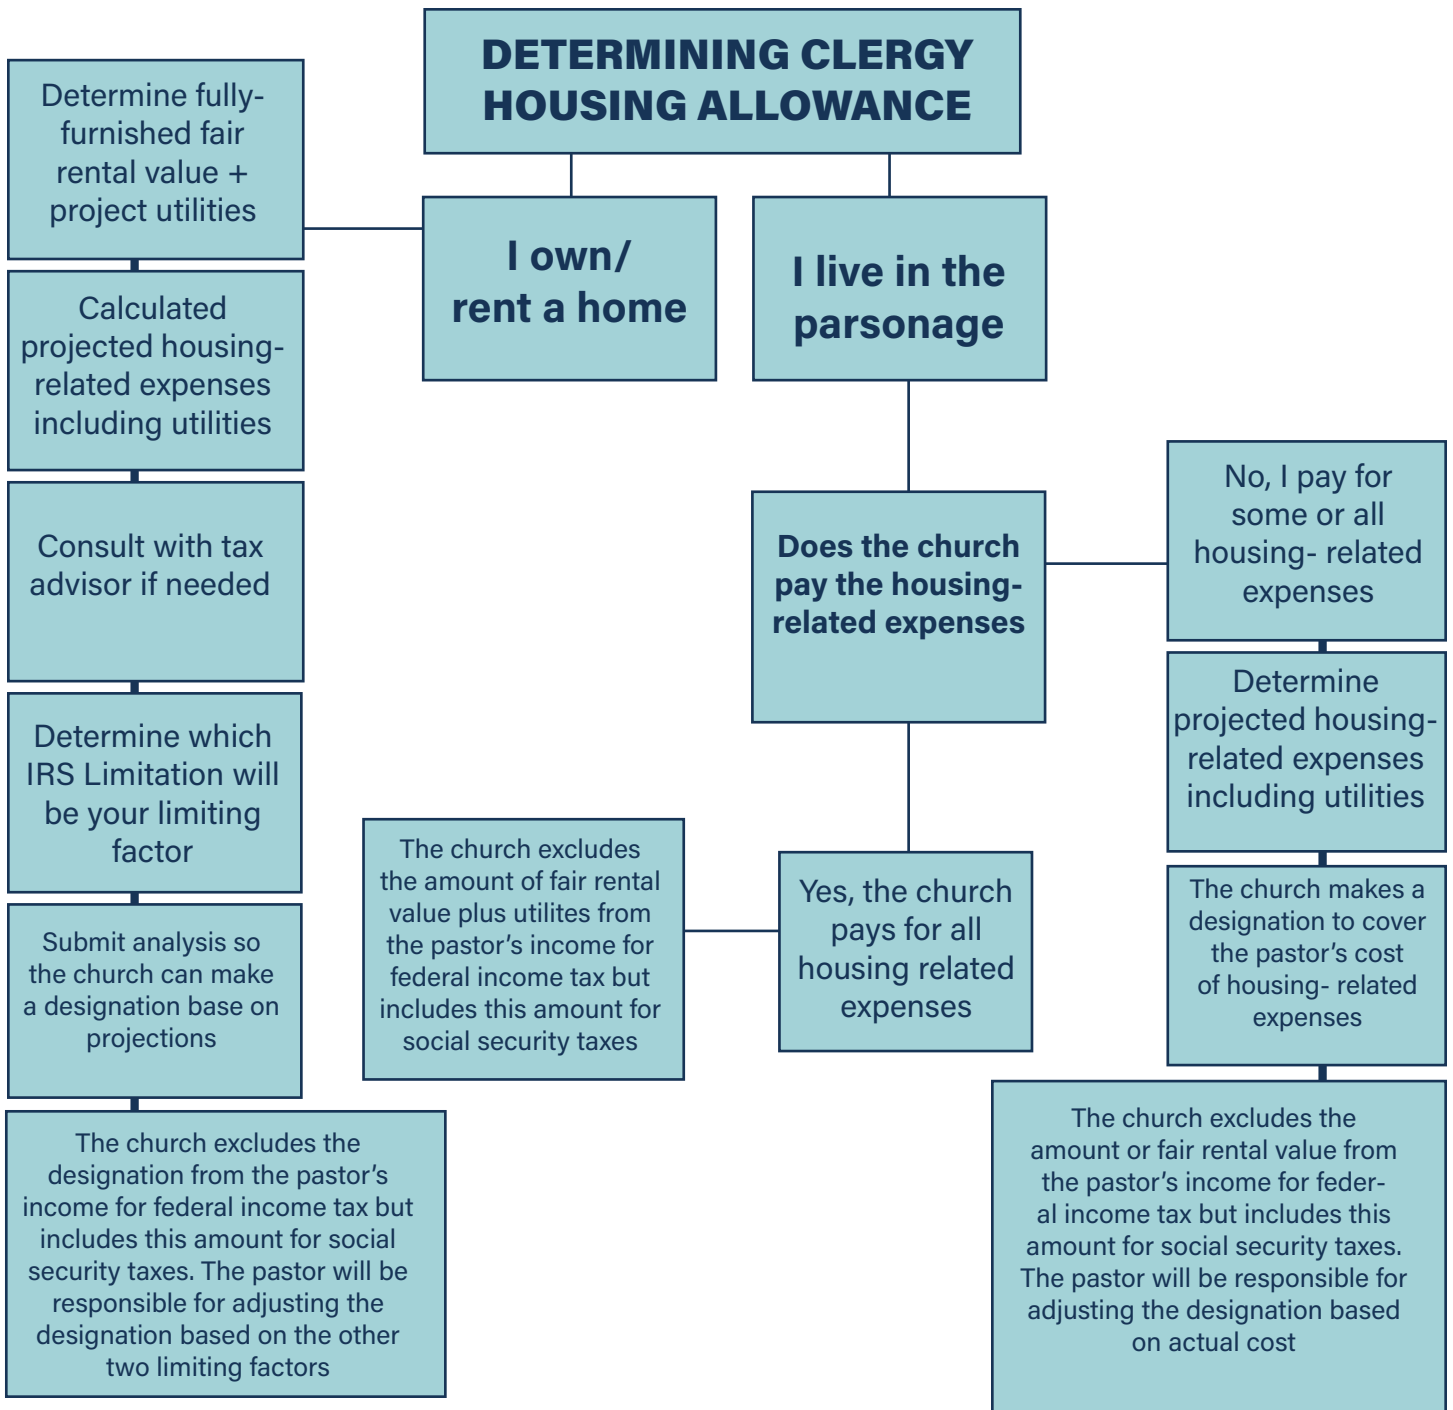 DETERMINING CLERGY
HOUSING ALLOWANCE
Determine fully-
furnished fair
rental value +
project utilities
I own/
rent a home
I live in the
parsonage
Calculated
projected housing-
related expenses
including utilities
Consult with tax
advisor if needed
Determine which
IRS Limitation will
be your limiting
factor
Submit analysis so
the church can make
a designation base on
projections
The church excludes the
designation from the pastor's
income for federal income tax but
includes this amount for social
security taxes. The pastor will be
responsible for adjusting the
designation based on the other
two limiting factors
Does the church
pay the housing-
related expenses
Yes, the church
pays for all
housing related
expenses
The church excludes
the amount of fair rental
value plus utilites from
the pastor's income for
federal income tax but
includes this amount for
social security taxes
No, I pay for
some or all
housing- related
expenses
Determine
projected housing-
related expenses
including utilities
The church makes a
designation to cover
the pastor's cost
of housing- related
expenses
The church excludes the
amount or fair rental value from
the pastor's income for feder-
al income tax but includes this
amount for social security taxes.
The pastor will be responsible for
adjusting the designation based
on actual cost